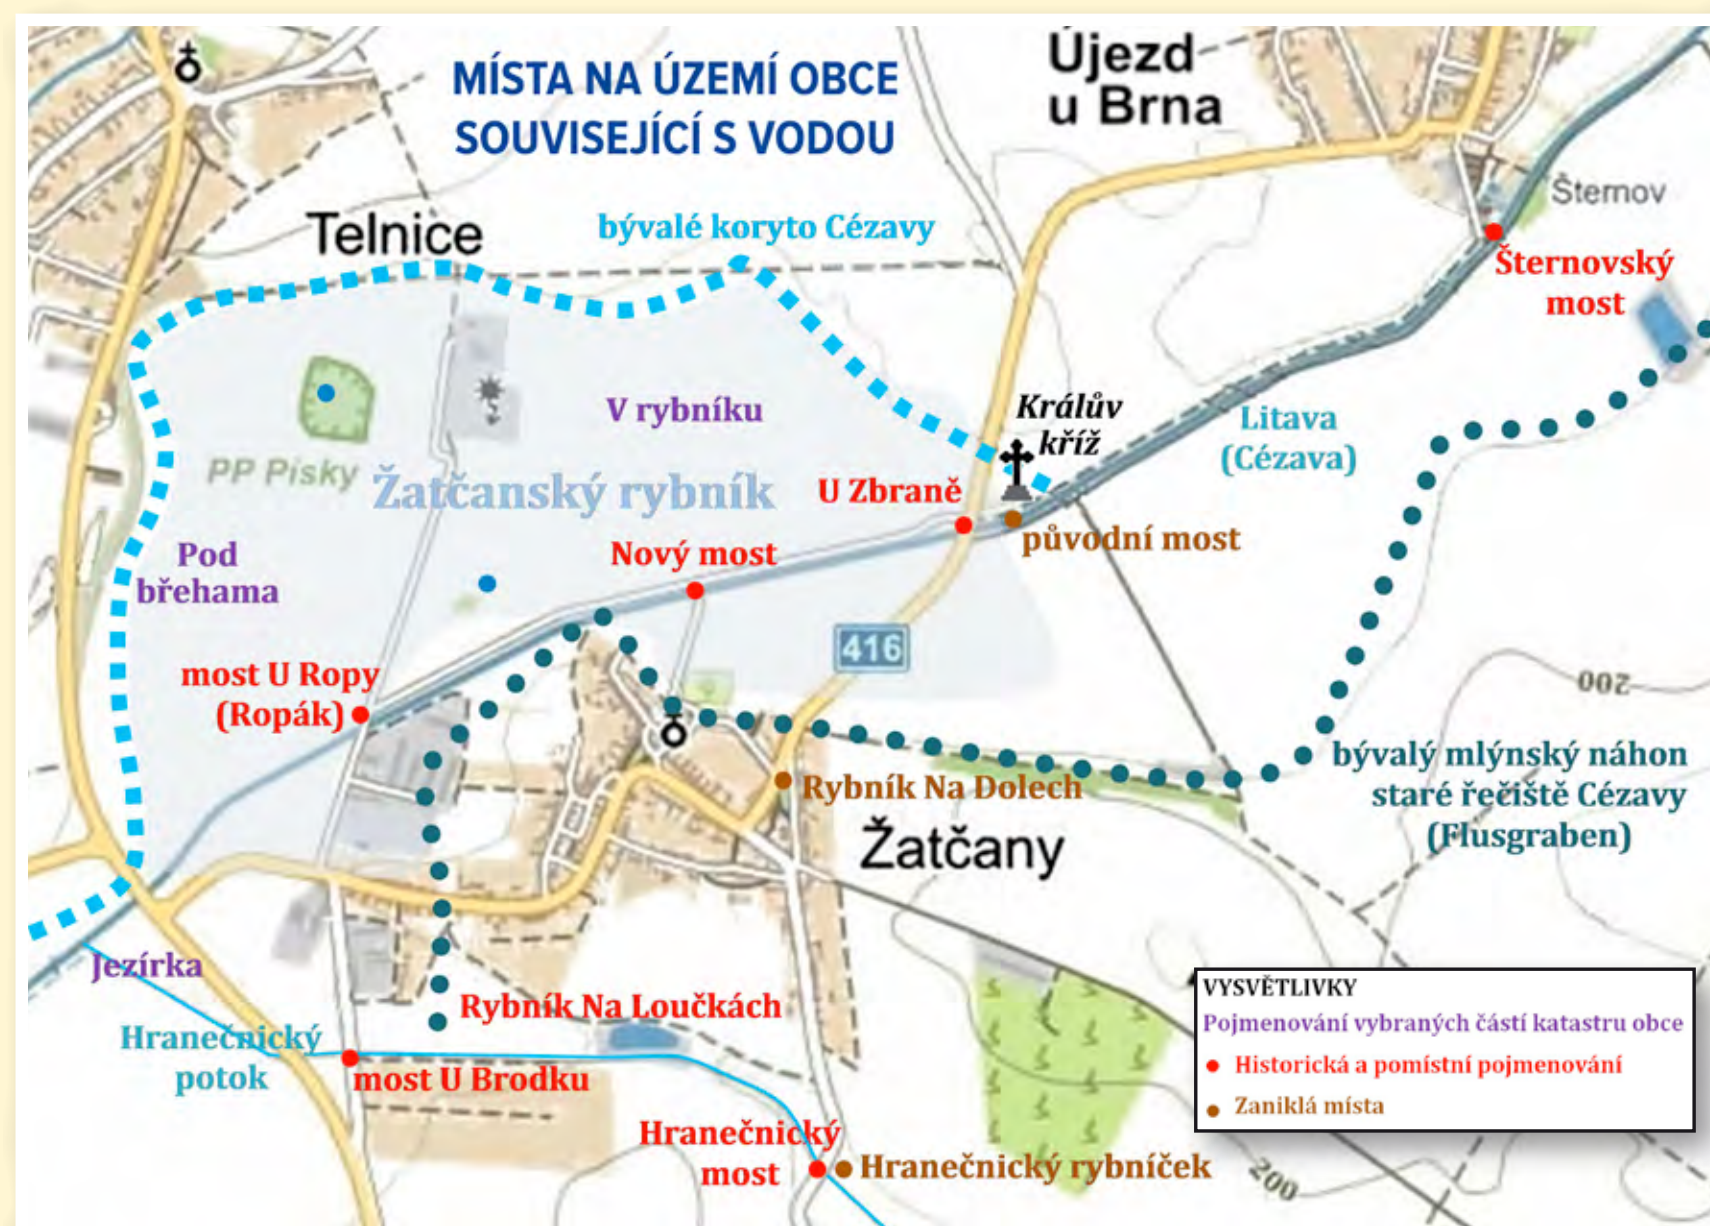 MÍSTA NA ÚZEMÍ OBCE
SOUVISEJÍCÍ S VODOU
Újezd
u Brna
Šternov
Telnice
bývalé koryto Cézavy
Šternovský
most
Králův
kříž
V rybníku
Litava
(Cézava)
PP Písky
Žatčanský rybník
U Zbraně
původní most
Pod
břehama
Nový most
416
most U Ropy
(Ropák)
200
bývalý mlýnský náhon
staré řečiště Cézavy
(Flusgraben)
Rybník Na Dolech
Žatčany
Jezírka
Rybník Na Loučkách
Hranečnický
potok
most U Brodku
Hranečnický
most
Hranečnický rybníček
200
VYSVĚTLIVKY
Pojmenování vybraných částí katastru obce
Historická a pomístní pojmenování
Zaniklá místa